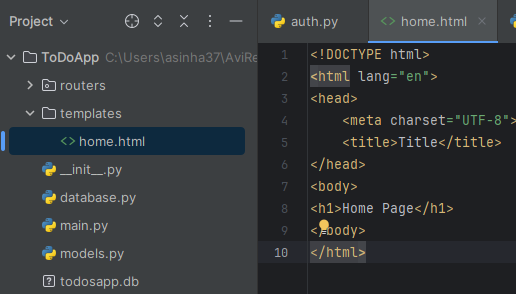 Project
auth.py
home.html
ToDoApp C:\Users\asinha37\AviRe
routers
templates
home.html
__init__.py
database.py
main.py
models.py
todosapp.db
1 <!DOCTYPE html>
2 <html lang="en">
3 <head>
4 <meta charset="UTF-8">
5 <title>Title</title>
6 </head>
7 <body>
8 <h1>Home Page</h1>
9 </body>
10 </html>